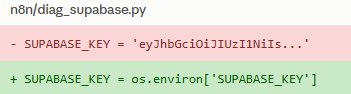 n8n/diag_supabase.py
- SUPABASE_KEY = 'eyJhbGciOiJIUzI1NiIs...'
+ SUPABASE_KEY = os.environ['SUPABASE_KEY']